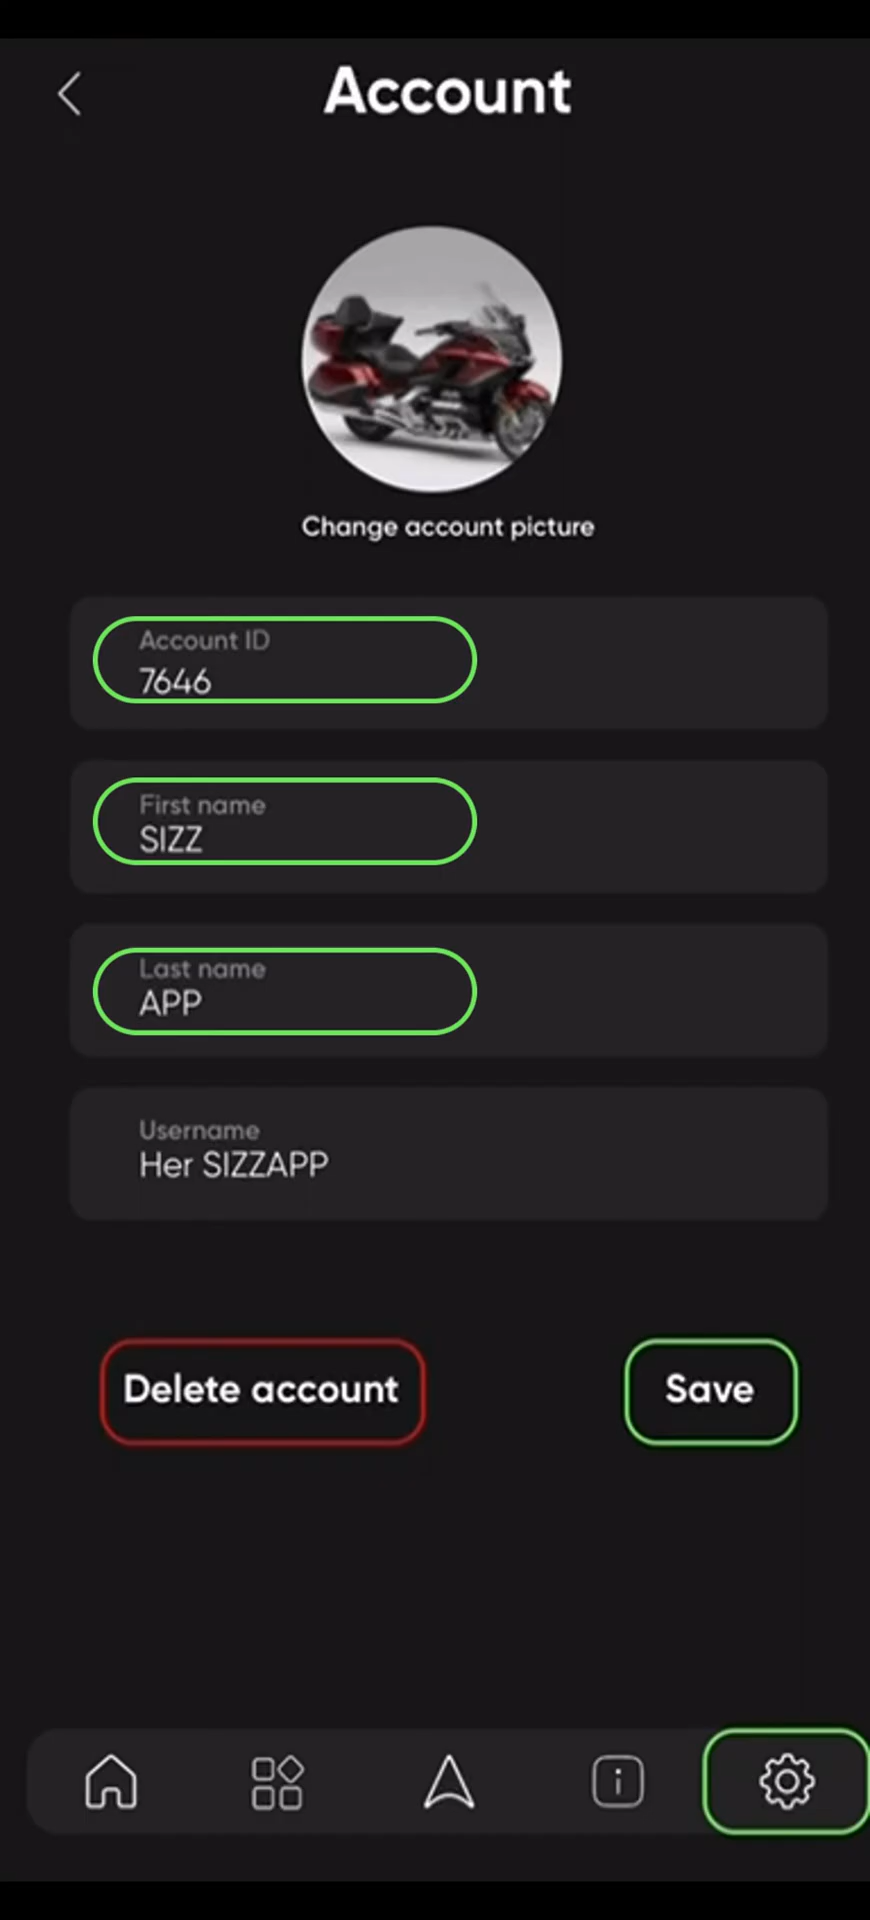 Account
Change account picture
Account ID
7646
First name
SIZZ
Last name
APP
Username
Her SIZZAPP
Delete account
Save